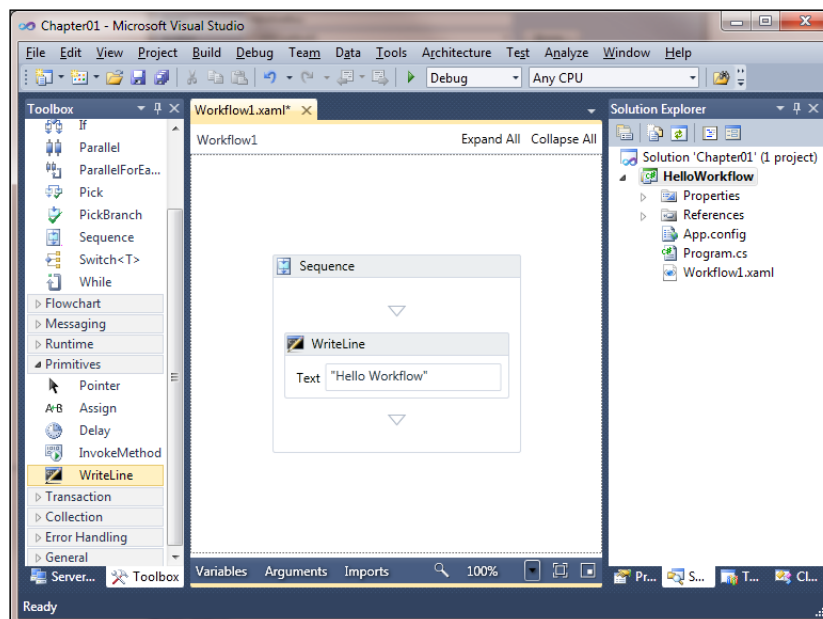 Chapter01 - Microsoft Visual Studio
File Edit View Project Build Debug Team Data Tools Architecture Test Analyze Window Help
Debug Any CPU
Toolbox
If
Parallel
ParallelForEa...
Pick
PickBranch
Sequence
Switch<T>
While
Flowchart
Messaging
Runtime
Primitives
Pointer
Assign
Delay
InvokeMethod
WriteLine
Transaction
Collection
Error Handling
General
Server... Toolbox
Workflow1.xaml*
Workflow1 Expand All Collapse All
Sequence
WriteLine
Text "Hello Workflow"
Variables Arguments Imports 100%
Solution Explorer
Solution 'Chapter01' (1 project)
HelloWorkflow
Properties
References
App.config
Program.cs
Workflow1.xaml
Pr... S... T... Cl...
Ready